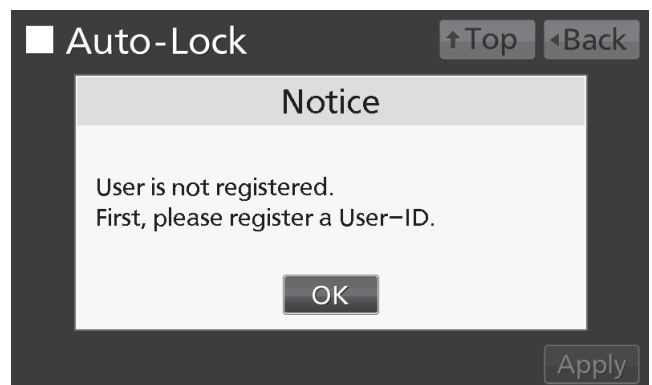 Auto-Lock
↑Top
◂Back
Notice
User is not registered.
First, please register a User-ID.
OK
Apply